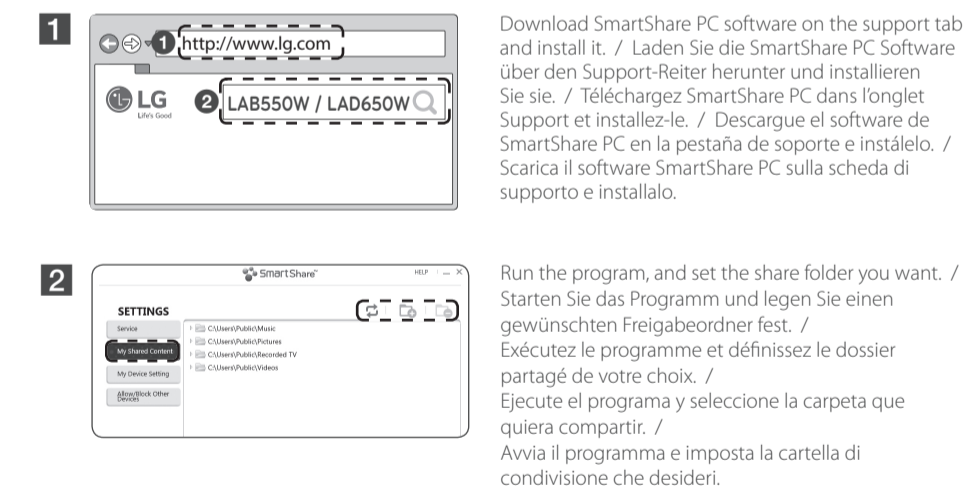 1
Download SmartShare PC software on the support tab
and install it. / Laden Sie die SmartShare PC Software
über den Support-Reiter herunter und installieren
Sie sie. / Téléchargez SmartShare PC dans l'onglet
Support et installez-le. / Descargue el software de
SmartShare PC en la pestaña de soporte e instálelo. /
Scarica il software SmartShare PC sulla scheda di
supporto e installalo.
1 http://www.lg.com
LG
Life's Good
2 LAB550W / LAD650W
2
SmartShare™
HELP
SETTINGS
Service
My Shared Content
My Device Setting
Allow/Block Other
Devices
C:\Users\Public\Music
C:\Users\Public\Pictures
C:\Users\Public\Recorded TV
C:\Users\Public\Videos
Run the program, and set the share folder you want. /
Starten Sie das Programm und legen Sie einen
gewünschten Freigabeordner fest. /
Exécutez le programme et définissez le dossier
partagé de votre choix. /
Ejecute el programa y seleccione la carpeta que
quiera compartir. /
Avvia il programma e imposta la cartella di
condivisione che desideri.